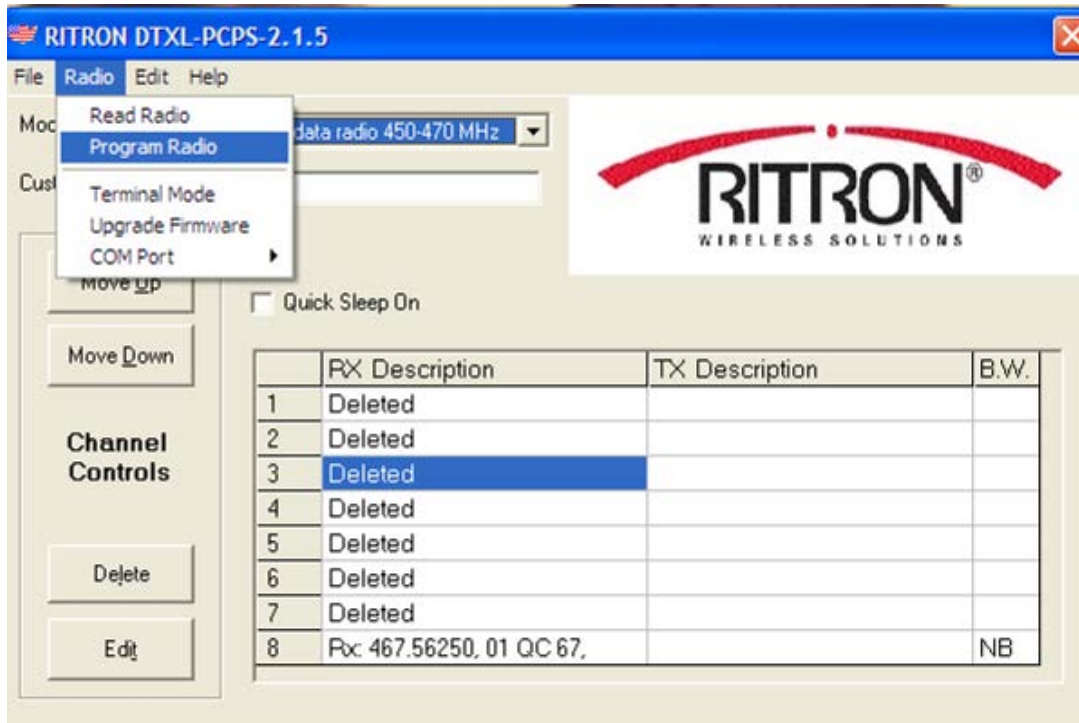 RITRON DTXL-PCPS-2.1.5
File Radio Edit Help
Read Radio
Program Radio
Terminal Mode
Upgrade Firmware
COM Port
data radio 450-470 MHz
RITRON®
WIRELESS SOLUTIONS
Move Up
Quick Sleep On
Move Down
Channel
Controls
Delete
Edit
RX Description TX Description B.W.
1 Deleted
2 Deleted
3 Deleted
4 Deleted
5 Deleted
6 Deleted
7 Deleted
8 Rx: 467.56250, 01 QC 67, NB